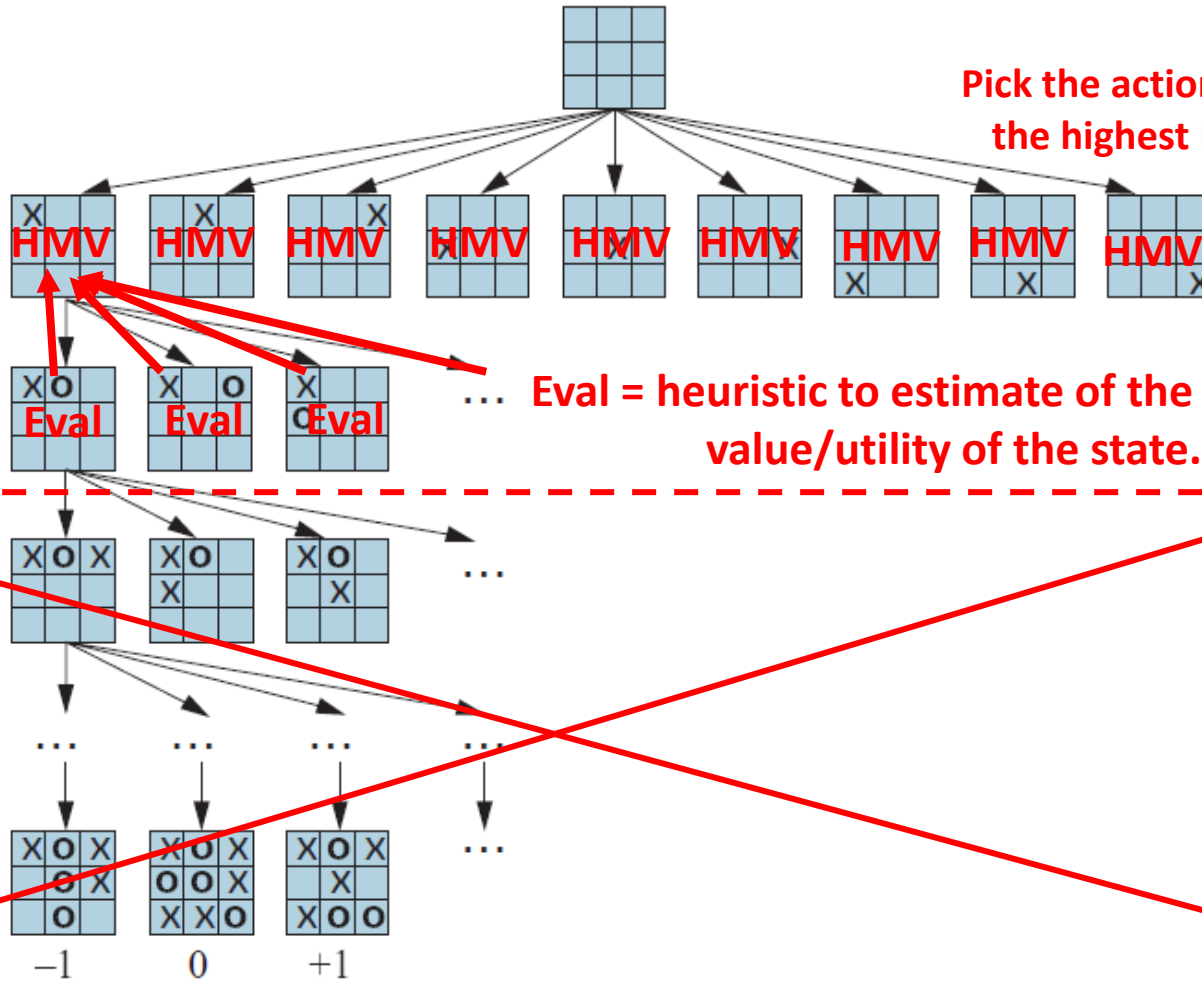 Pick the action
the highest
X X X
HMV HMV HMV HMV HMV HMV HMV HMV HMV
X X X
X X X
X O X O X
... Eval = heuristic to estimate of the
Eval Eval O Eval
value/utility of the state.
X O X X O X O
X X ...
... ... ... ...
X O X X O X X O X ...
O X O O X X
O X X O X O O
–1 0 +1